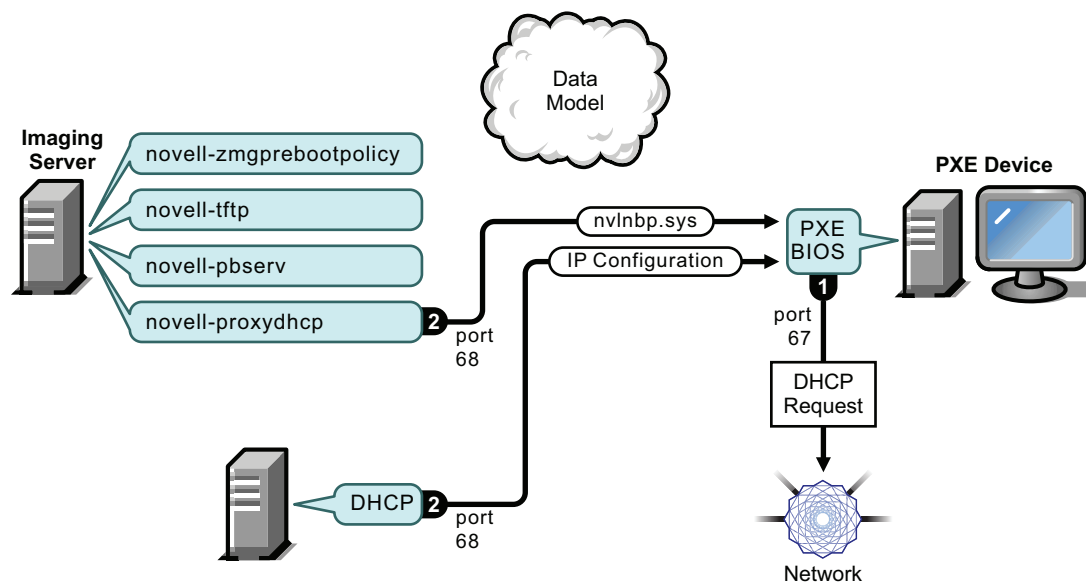 Data
Model
Imaging
Server
novell-zmgprebootpolicy
novell-tftp
novell-pbserv
novell-proxydhcp
2
port
68
nvlnbp.sys
IP Configuration
PXE
BIOS
PXE Device
1
port
67
DHCP
Request
Network
DHCP
2
port
68